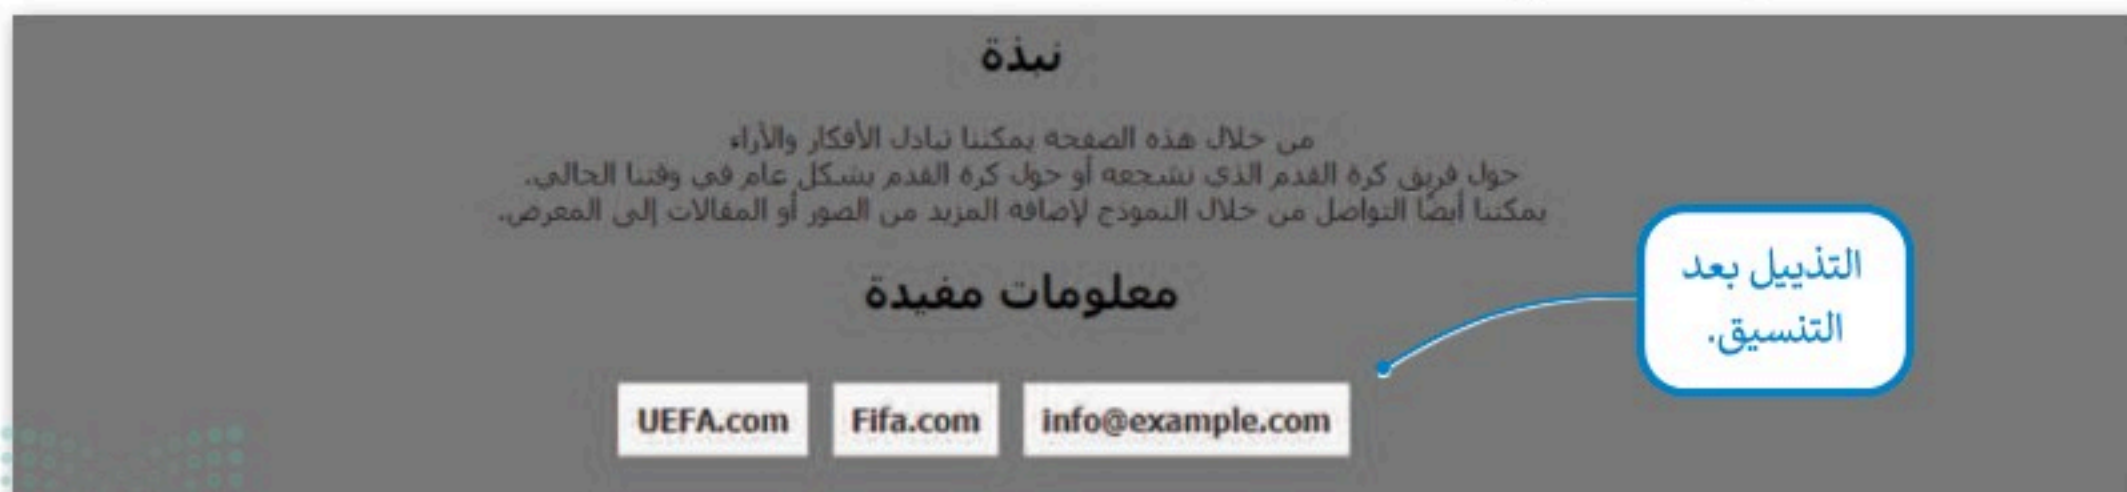 نبذة
من خلال هذه الصفحة يمكننا تبادل الأفكار والأراء
حول فريق كرة القدم الذي نشجعه أو حول كرة القدم بشكل عام في وقتنا الحالي.
يمكننا أيضًا التواصل من خلال النموذج لإضافة المزيد من الصور أو المقالات إلى المعرض.
معلومات مفيدة
info@example.com
Fifa.com
UEFA.com
التذييل بعد
التنسيق.